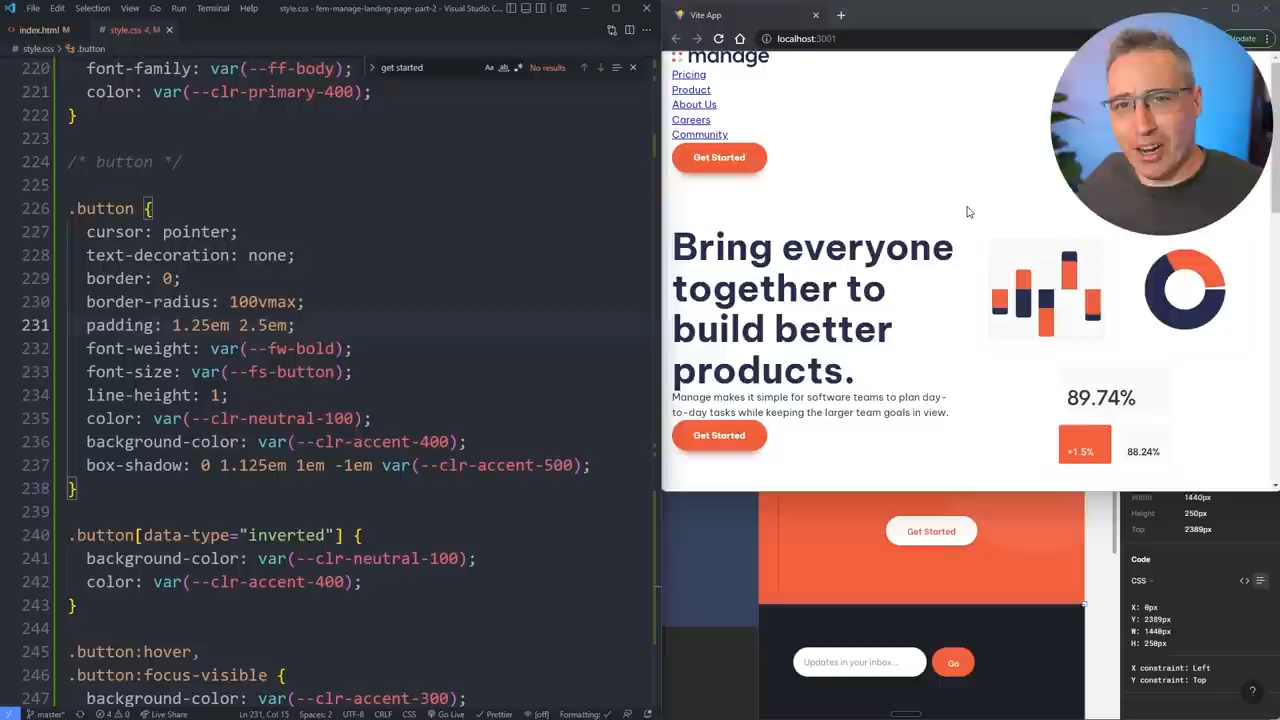 File Edit Selection View Go Run Terminal Help style.css - fem-manage-landing-page-part-2 - Visual Studio C...
index.html M style.css 4, M
style.css > .button
get started Aa ab No results
220 font-family: var(--ff-body);
221 color: var(--clr-primary-400);
222 }
223
224 /* button */
225
226 .button {
227 cursor: pointer;
228 text-decoration: none;
229 border: 0;
230 border-radius: 100vmax;
231 padding: 1.25em 2.5em;
232 font-weight: var(--fw-bold);
233 font-size: var(--fs-button);
234 line-height: 1;
235 color: var(--clr-neutral-100);
236 background-color: var(--clr-accent-400);
237 box-shadow: 0 1.125em 1em -1em var(--clr-accent-500);
238 }
239
240 .button[data-type="inverted"] {
241 background-color: var(--clr-neutral-100);
242 color: var(--clr-accent-400);
243 }
244
245 .button:hover,
246 .button:focus-visible {
247 background-color: var(--clr-accent-300);
master* 4 0 Live Share Ln 231, Col 15 Spaces: 2 UTF-8 CRLF CSS Go Live Prettier [off] Formatting: ✓
Vite App
localhost:3001
Update
manage
Pricing
Product
About Us
Careers
Community
Get Started
Bring everyone
together to
build better
products.
Manage makes it simple for software teams to plan day-
to-day tasks while keeping the larger team goals in view.
Get Started
89.74%
+1.5% 88.24%
Get Started
Updates in your inbox... Go
Width 1440px
Height 250px
Top 2389px
Code
CSS
X: 0px
Y: 2389px
W: 1440px
H: 250px
X constraint: Left
Y constraint: Top
?